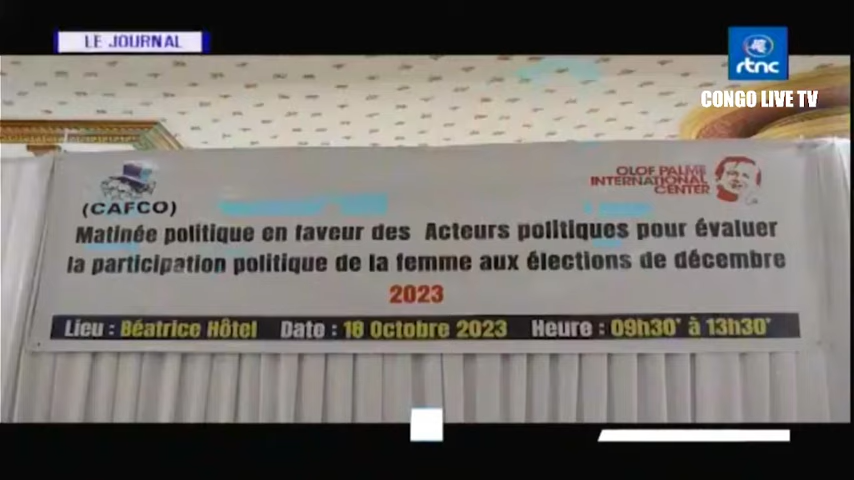 LE JOURNAL
rtnc
CONGO LIVE TV
(CAFCO)
OLOF PALME
INTERNATIONAL
CENTER
Matinée politique en faveur des Acteurs politiques pour évaluer
la participation politique de la femme aux élections de décembre
2023
Lieu : Béatrice Hôtel Date : 18 Octobre 2023 Heure : 09h30' à 13h30'